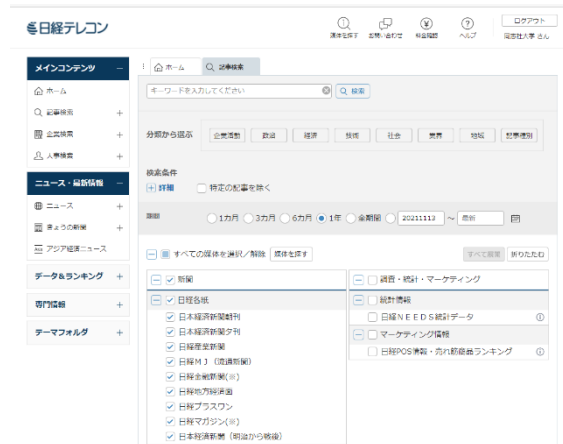 日経テレコン
媒体を探す お問い合わせ 料金確認 ヘルプ
ログアウト
同志社大学 さん
メインコンテンツ
ホーム
記事検索
企業検索
人事検索
ニュース・最新情報
ニュース
きょうの新聞
アジア経済ニュース
データ&ランキング
専門情報
テーマフォルダ
ホーム 記事検索
キーワードを入力してください 検索
分類から選ぶ 企業活動 政治 経済 技術 社会 業界 地域 記事種別
検索条件
詳細 特定の記事を除く
期間 1カ月 3カ月 6カ月 1年 全期間 20211113 ～ 最新
すべての媒体を選択/解除 媒体を探す すべて展開 折りたたむ
新聞
日経各紙
日本経済新聞朝刊
日本経済新聞夕刊
日経産業新聞
日経MJ(流通新聞)
日経金融新聞(※)
日経地方経済面
日経プラスワン
日経マガジン(※)
日本経済新聞(明治から戦後)
調査・統計・マーケティング
統計情報
日経NEEDS統計データ
マーケティング情報
日経POS情報・売れ筋商品ランキング